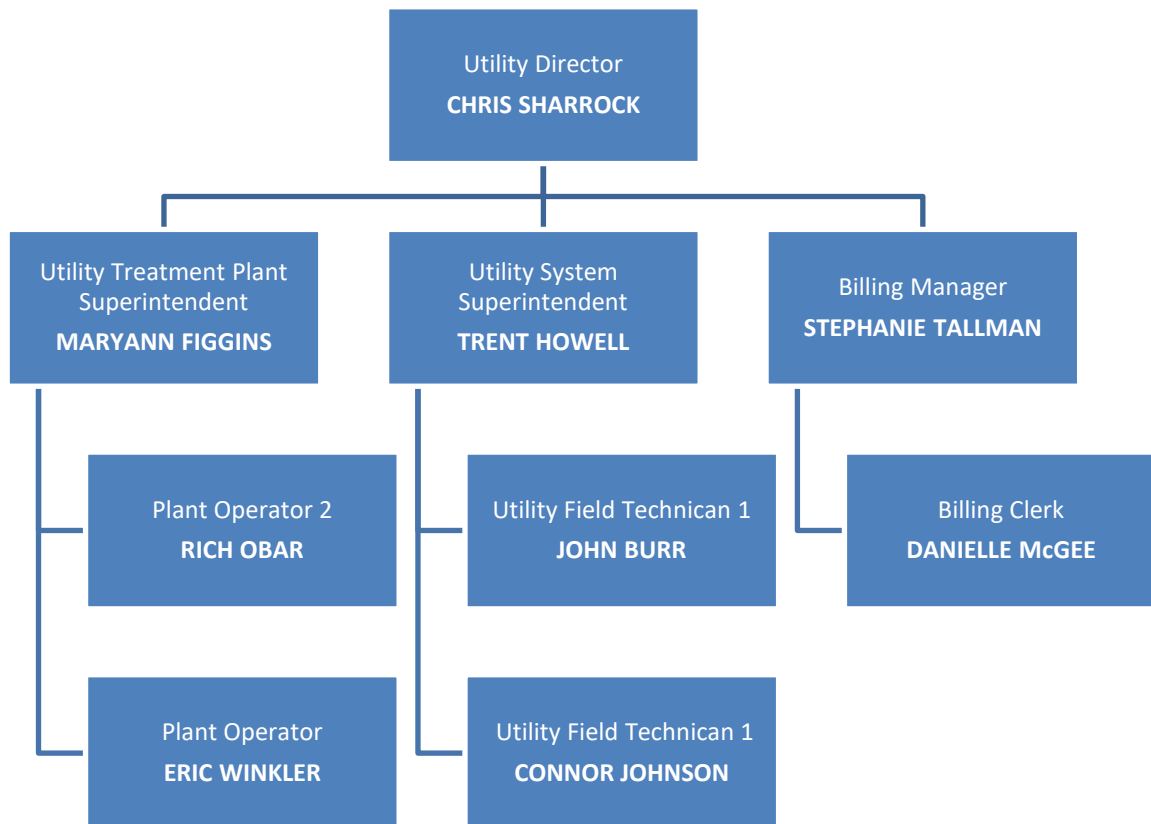 Utility Director
CHRIS SHARROCK
Utility Treatment Plant
Superintendent
MARYANN FIGGINS
Utility System
Superintendent
TRENT HOWELL
Billing Manager
STEPHANIE TALLMAN
Plant Operator 2
RICH OBAR
Utility Field Technican 1
JOHN BURR
Billing Clerk
DANIELLE McGEE
Plant Operator
ERIC WINKLER
Utility Field Technican 1
CONNOR JOHNSON